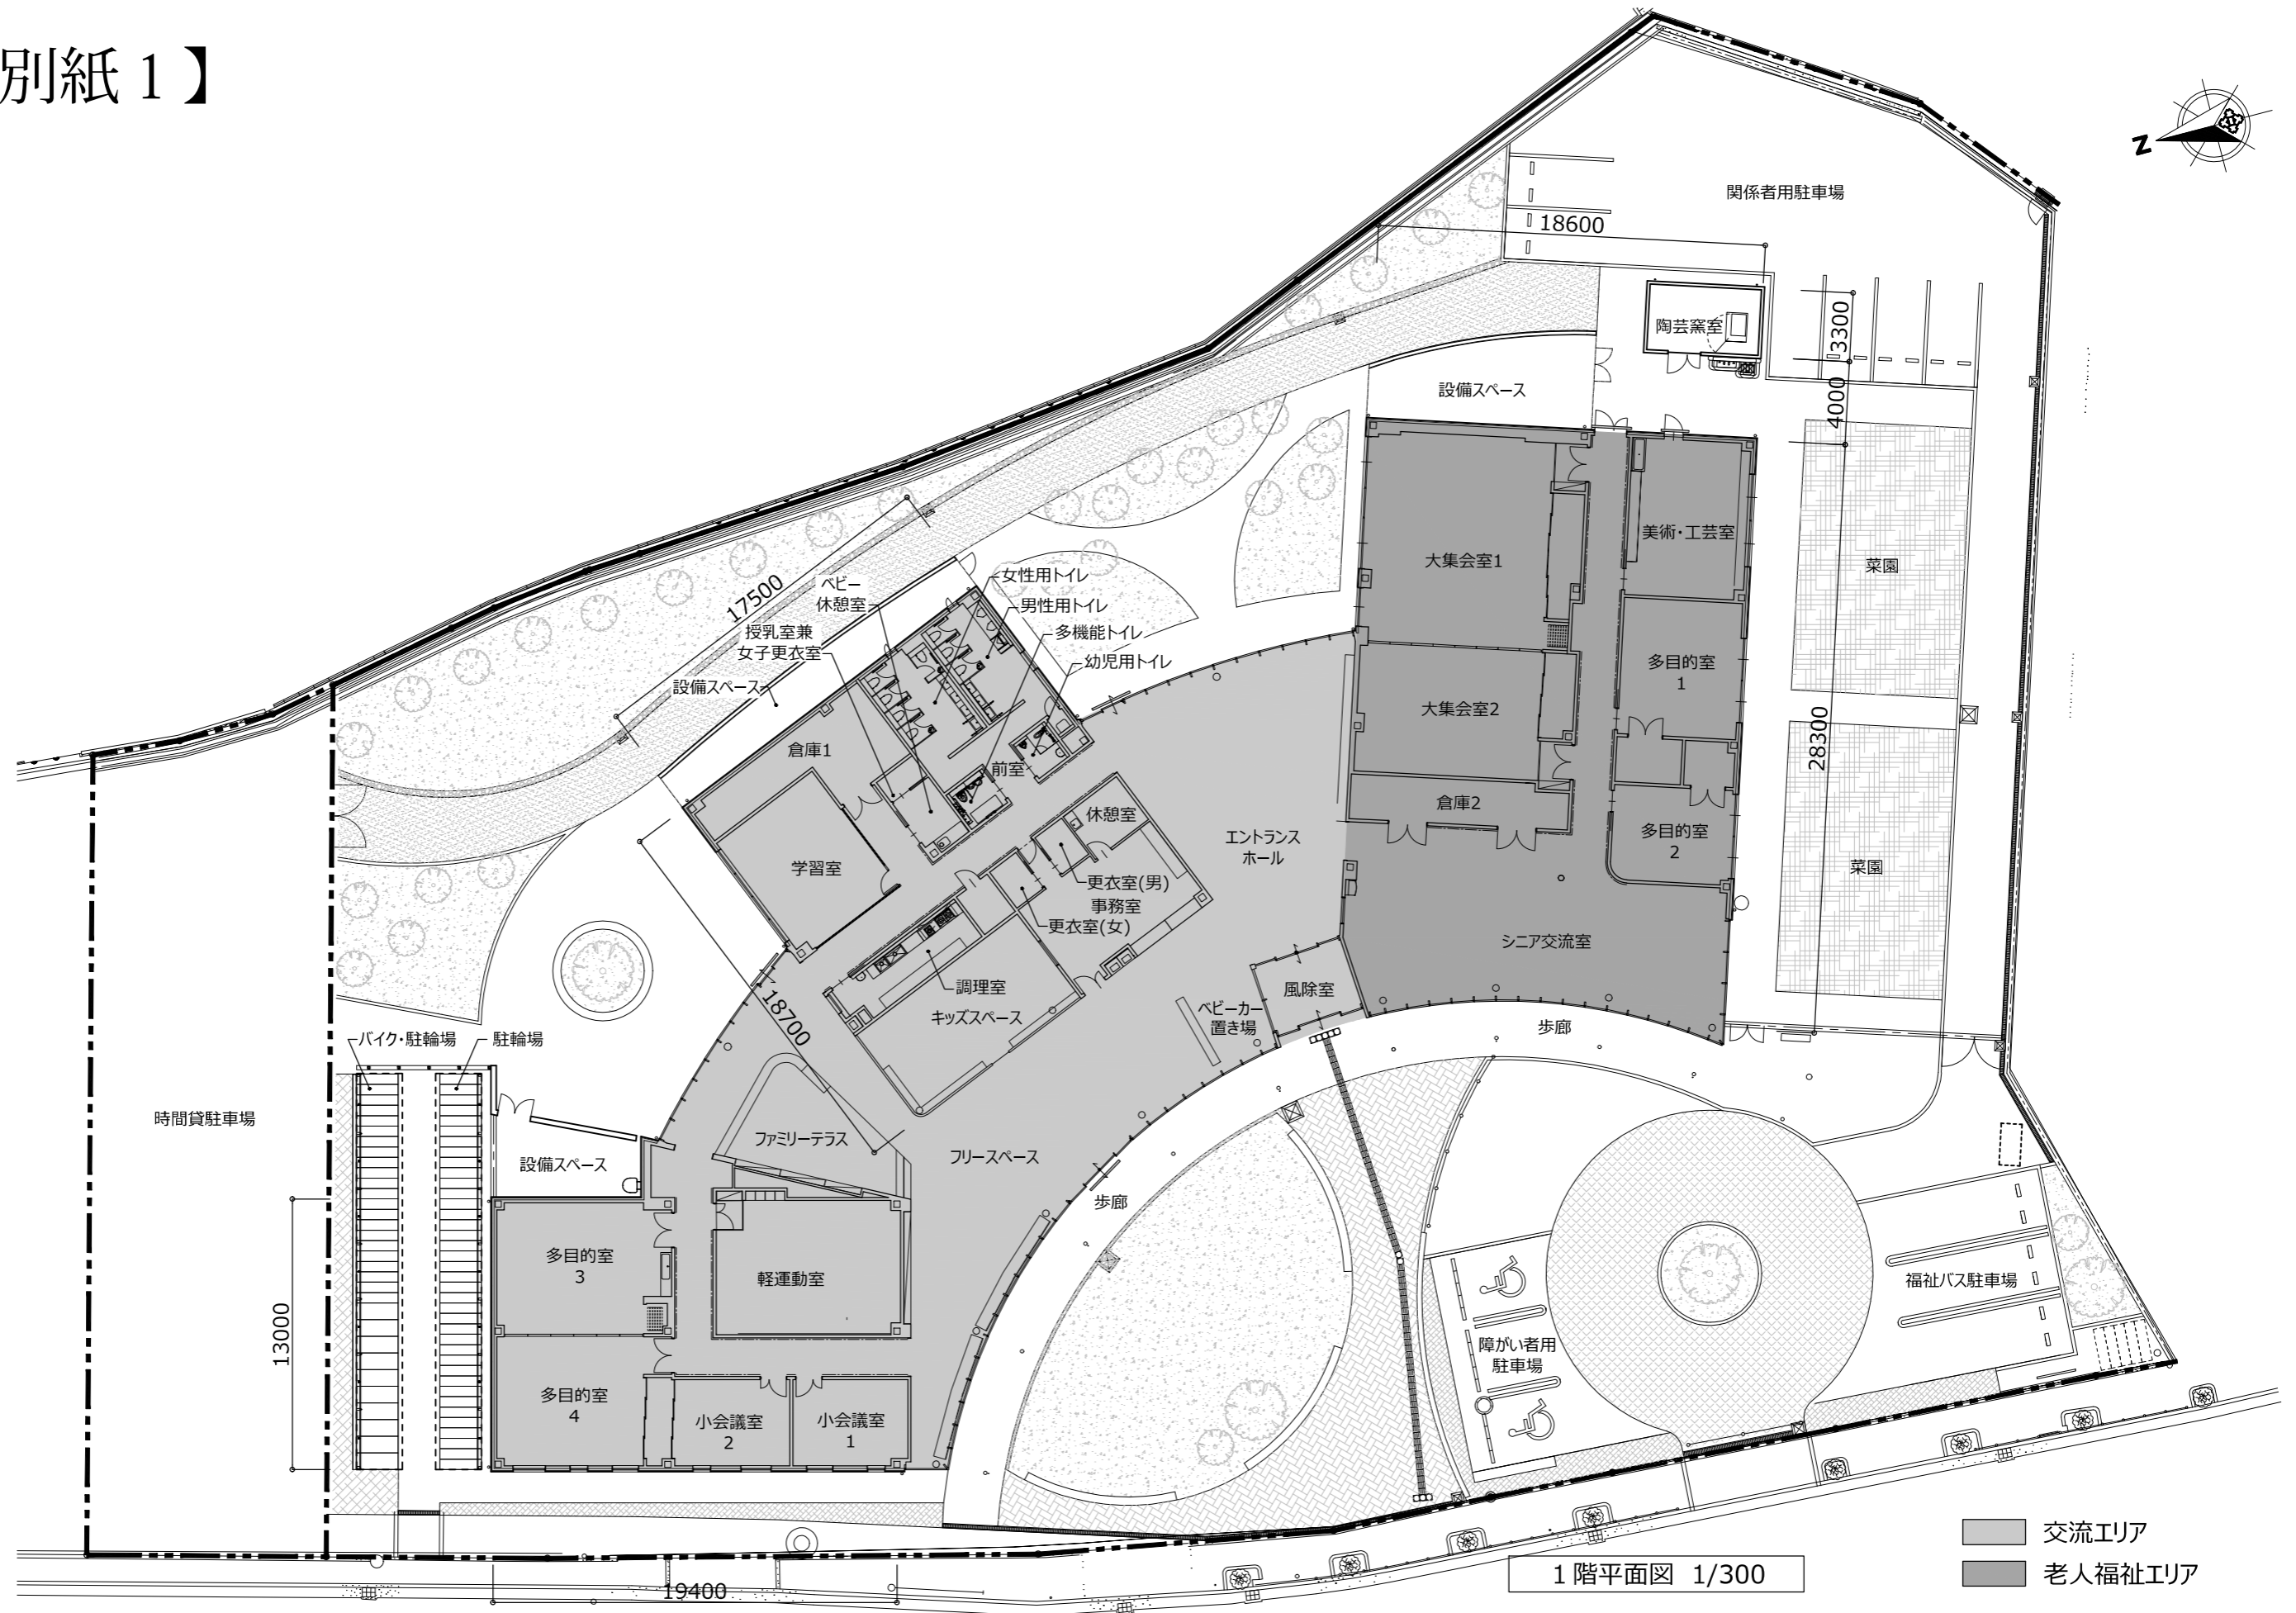 別紙1】
Z
関係者用駐車場
18600
陶芸窯室
3300
4000
設備スペース
大集会室1
美術・工芸室
菜園
17500
ベビー
休憩室
女性用トイレ
男性用トイレ
授乳室兼
女子更衣室
多機能トイレ
幼児用トイレ
設備スペース
多目的室
1
大集会室2
28300
倉庫1
前室
倉庫2
休憩室
エントランス
ホール
多目的室
2
学習室
菜園
更衣室(男)
事務室
更衣室(女)
シニア交流室
調理室
風除室
18700
キッズスペース
ベビーカー
置き場
歩廊
バイク・駐輪場
駐輪場
時間貸駐車場
ファミリーテラス
フリースペース
設備スペース
歩廊
多目的室
3
軽運動室
福祉バス駐車場
13000
障がい者用
駐車場
多目的室
4
小会議室
2
小会議室
1
交流エリア
1階平面図 1/300
老人福祉エリア
19400